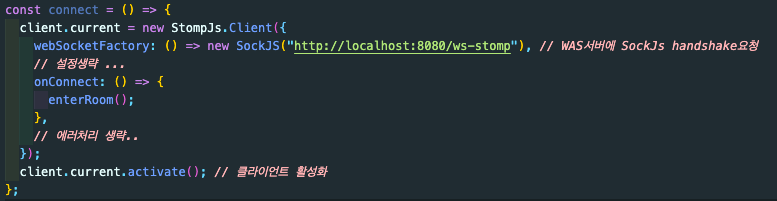 const connect = () => {
client.current = new StompJs.Client({
webSocketFactory: () => new SockJS("http://localhost:8080/ws-stomp"), // WAS서버에 SockJs handshake요청
// 설정생략 ...
onConnect: () => {
enterRoom();
},
// 에러처리 생략..
});
client.current.activate(); // 클라이언트 활성화
};